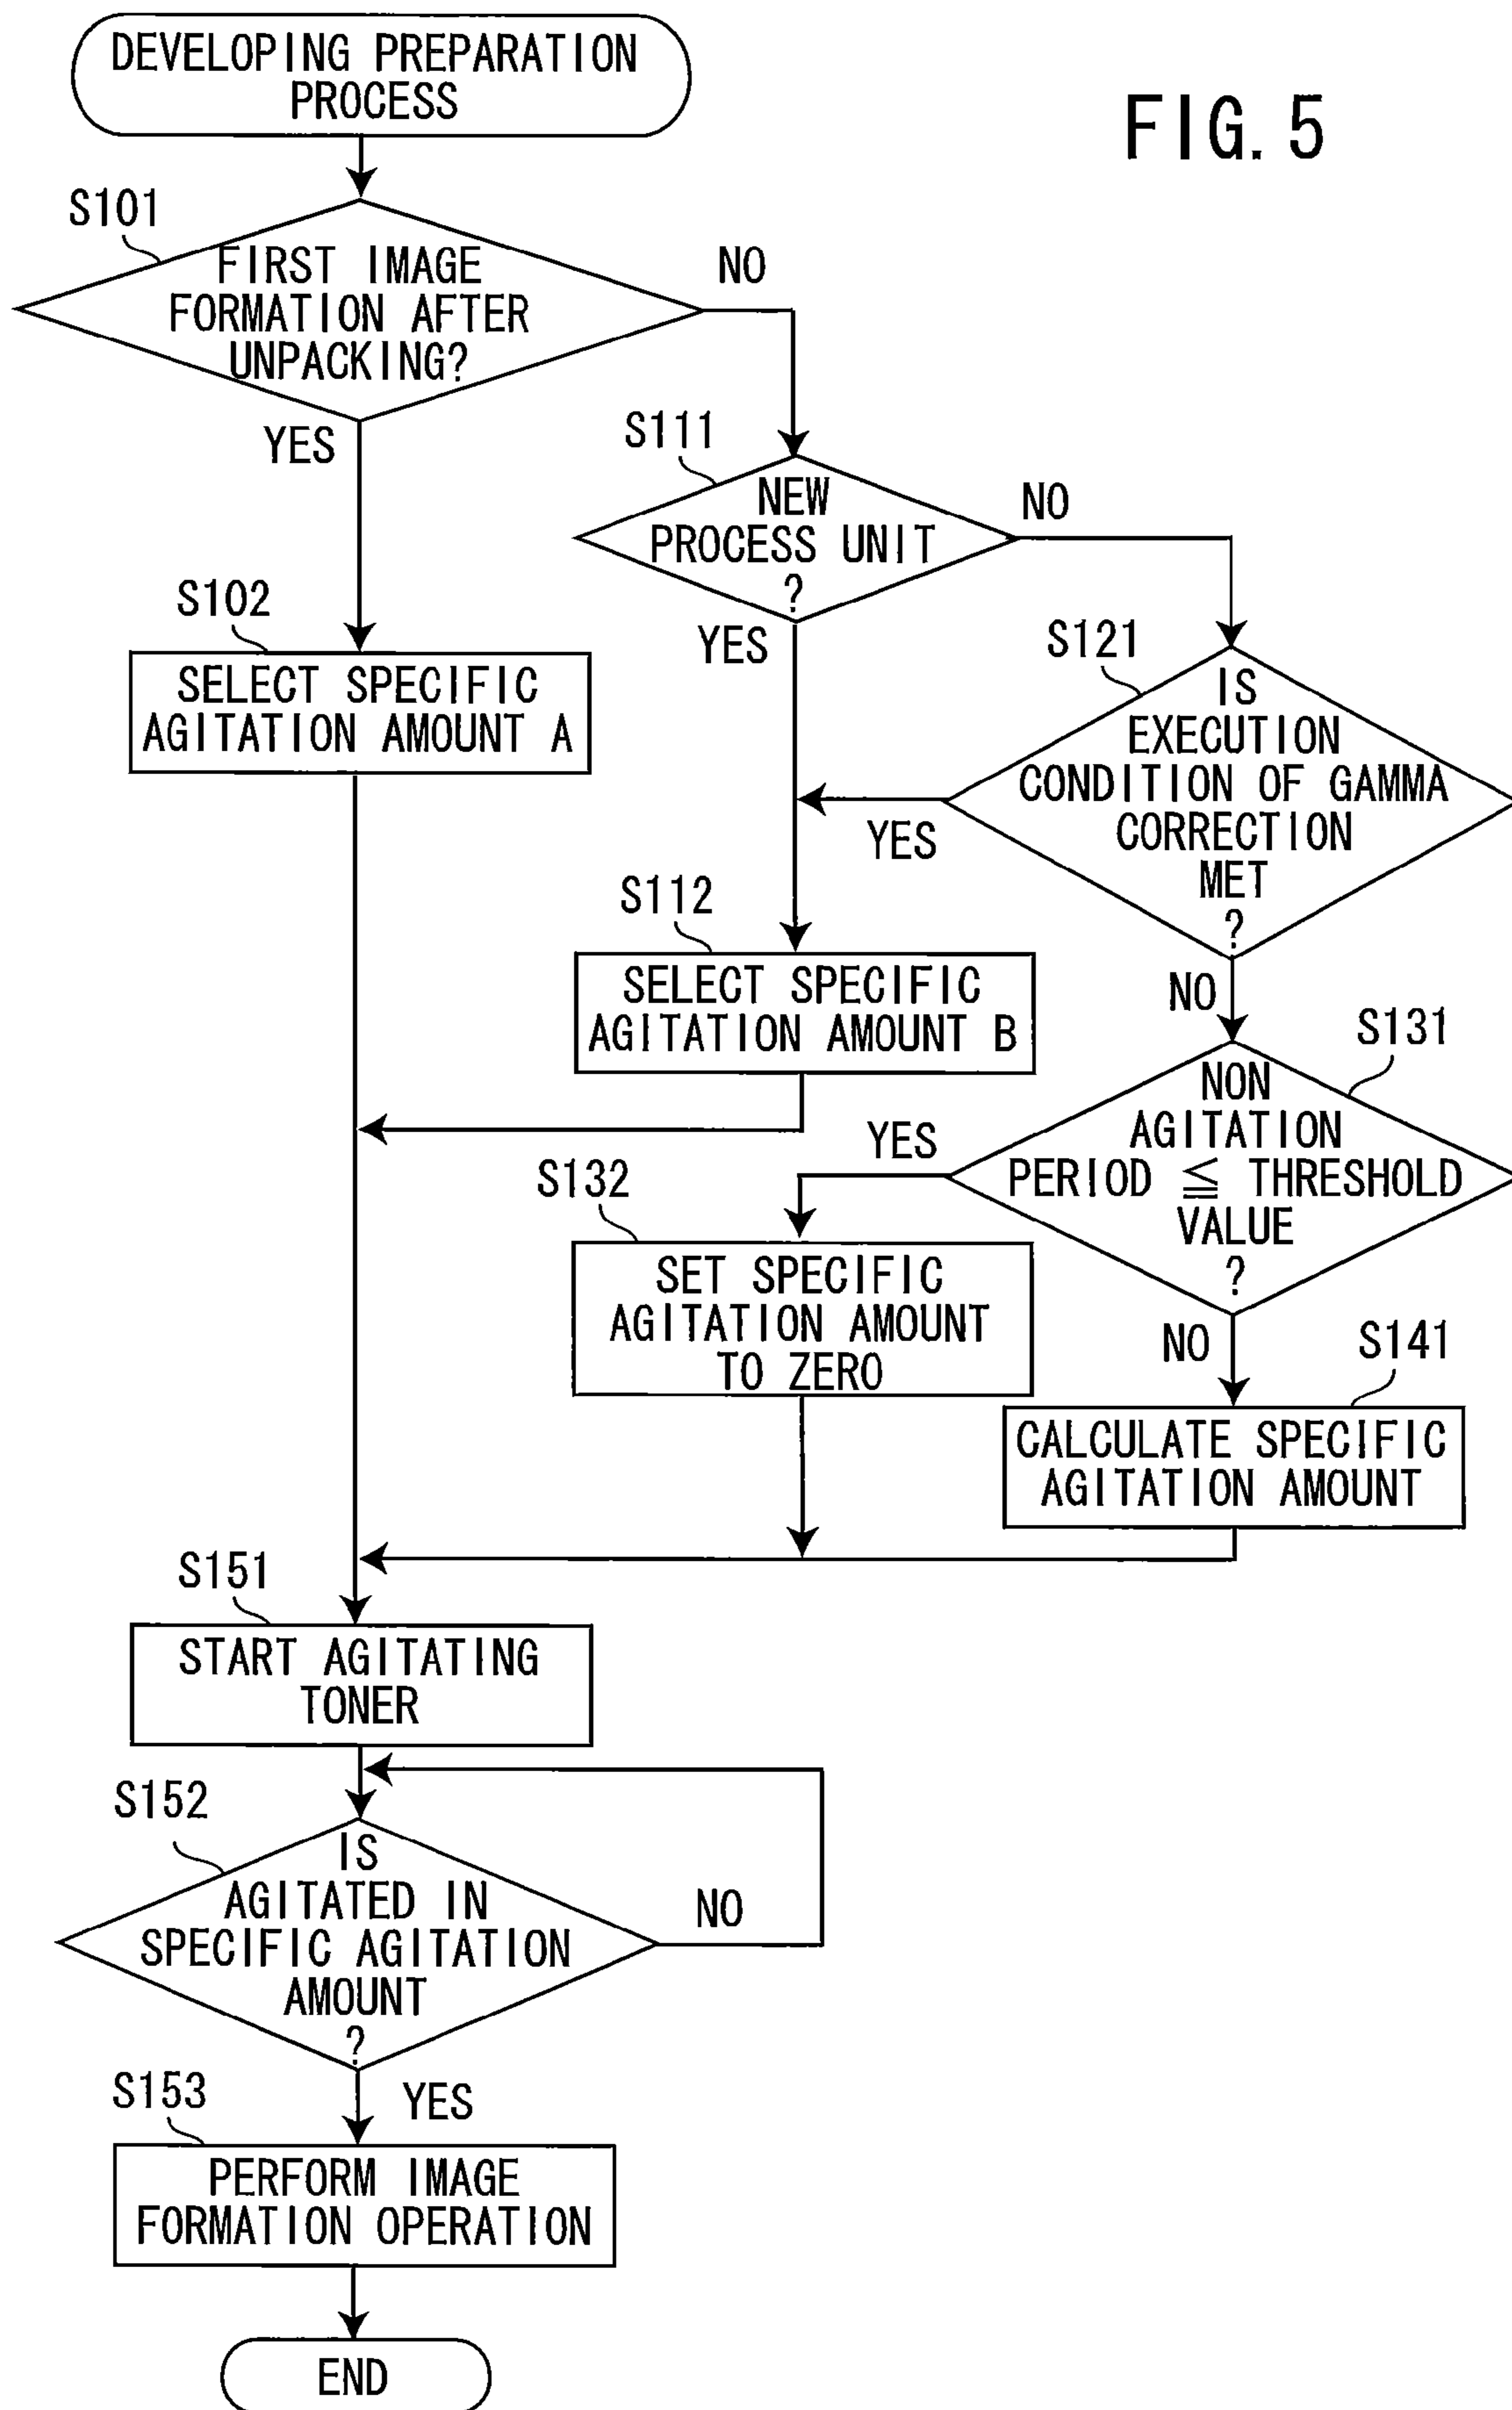 DEVELOPING PREPARATION
PROCESS
FIG. 5
S101
FIRST IMAGE
FORMATION AFTER
UNPACKING?
NO
YES
S111
NEW
PROCESS UNIT
?
NO
YES
S102
SELECT SPECIFIC
AGITATION AMOUNT A
S121
IS
EXECUTION
CONDITION OF GAMMA
CORRECTION
MET
?
YES
NO
S112
SELECT SPECIFIC
AGITATION AMOUNT B
S131
NON
AGITATION
PERIOD ≦ THRESHOLD
VALUE
?
YES
NO
S132
SET SPECIFIC
AGITATION AMOUNT
TO ZERO
S141
CALCULATE SPECIFIC
AGITATION AMOUNT
S151
START AGITATING
TONER
S152
IS
AGITATED IN
SPECIFIC AGITATION
AMOUNT
?
NO
YES
S153
PERFORM IMAGE
FORMATION OPERATION
END